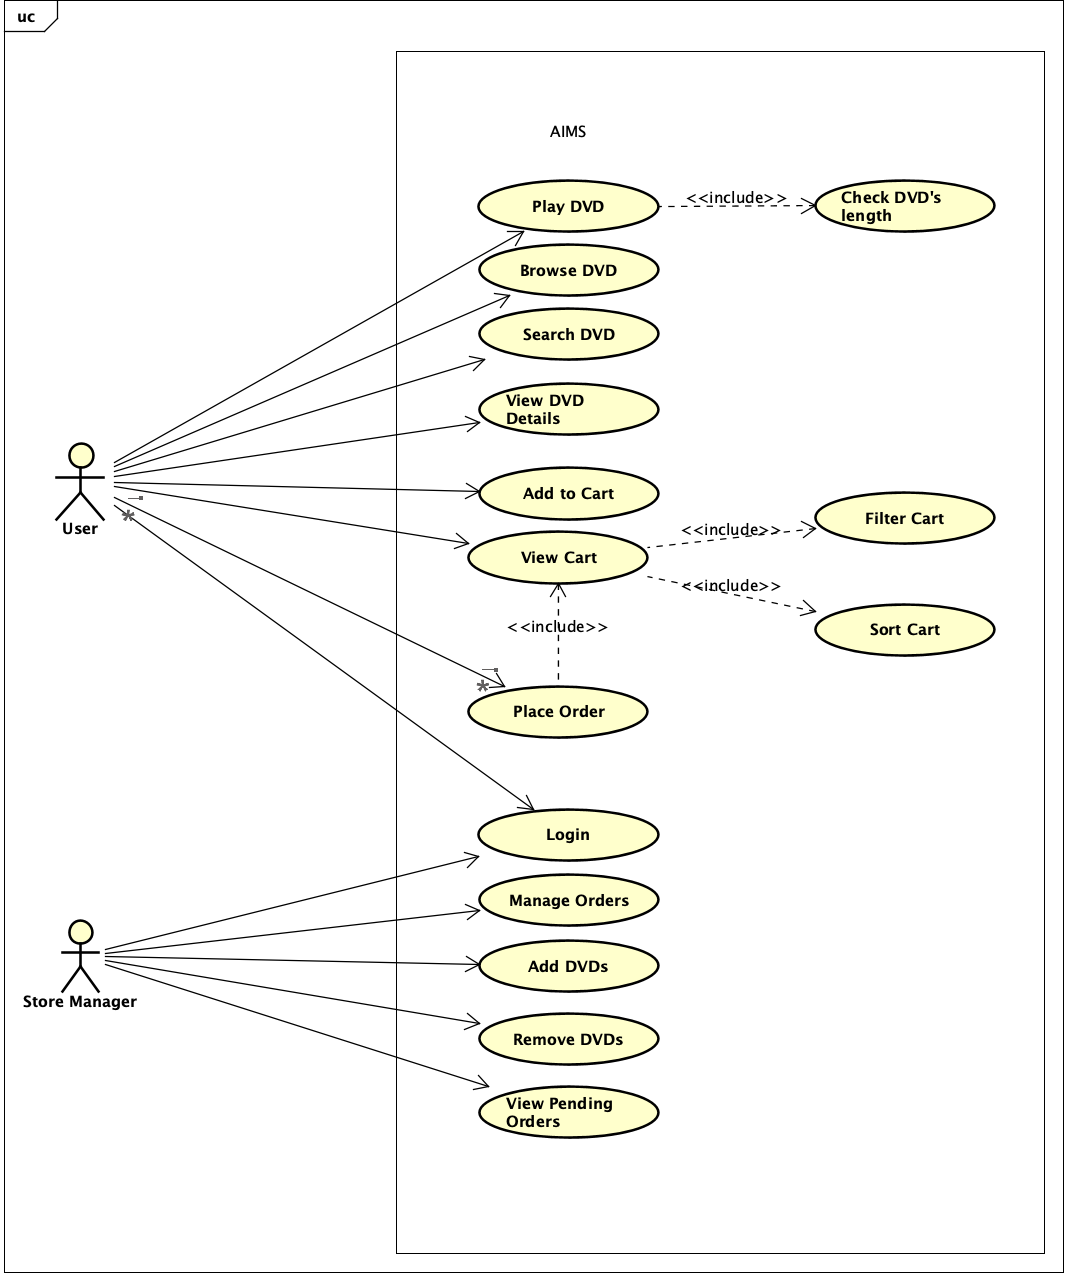 uc
AIMS
Play DVD
<<include>>
Check DVD's
length
Browse DVD
Search DVD
View DVD
Details
User
*
Add to Cart
View Cart
<<include>>
Filter Cart
<<include>>
Sort Cart
<<include>>
*
Place Order
Login
Manage Orders
Store Manager
Add DVDs
Remove DVDs
View Pending
Orders